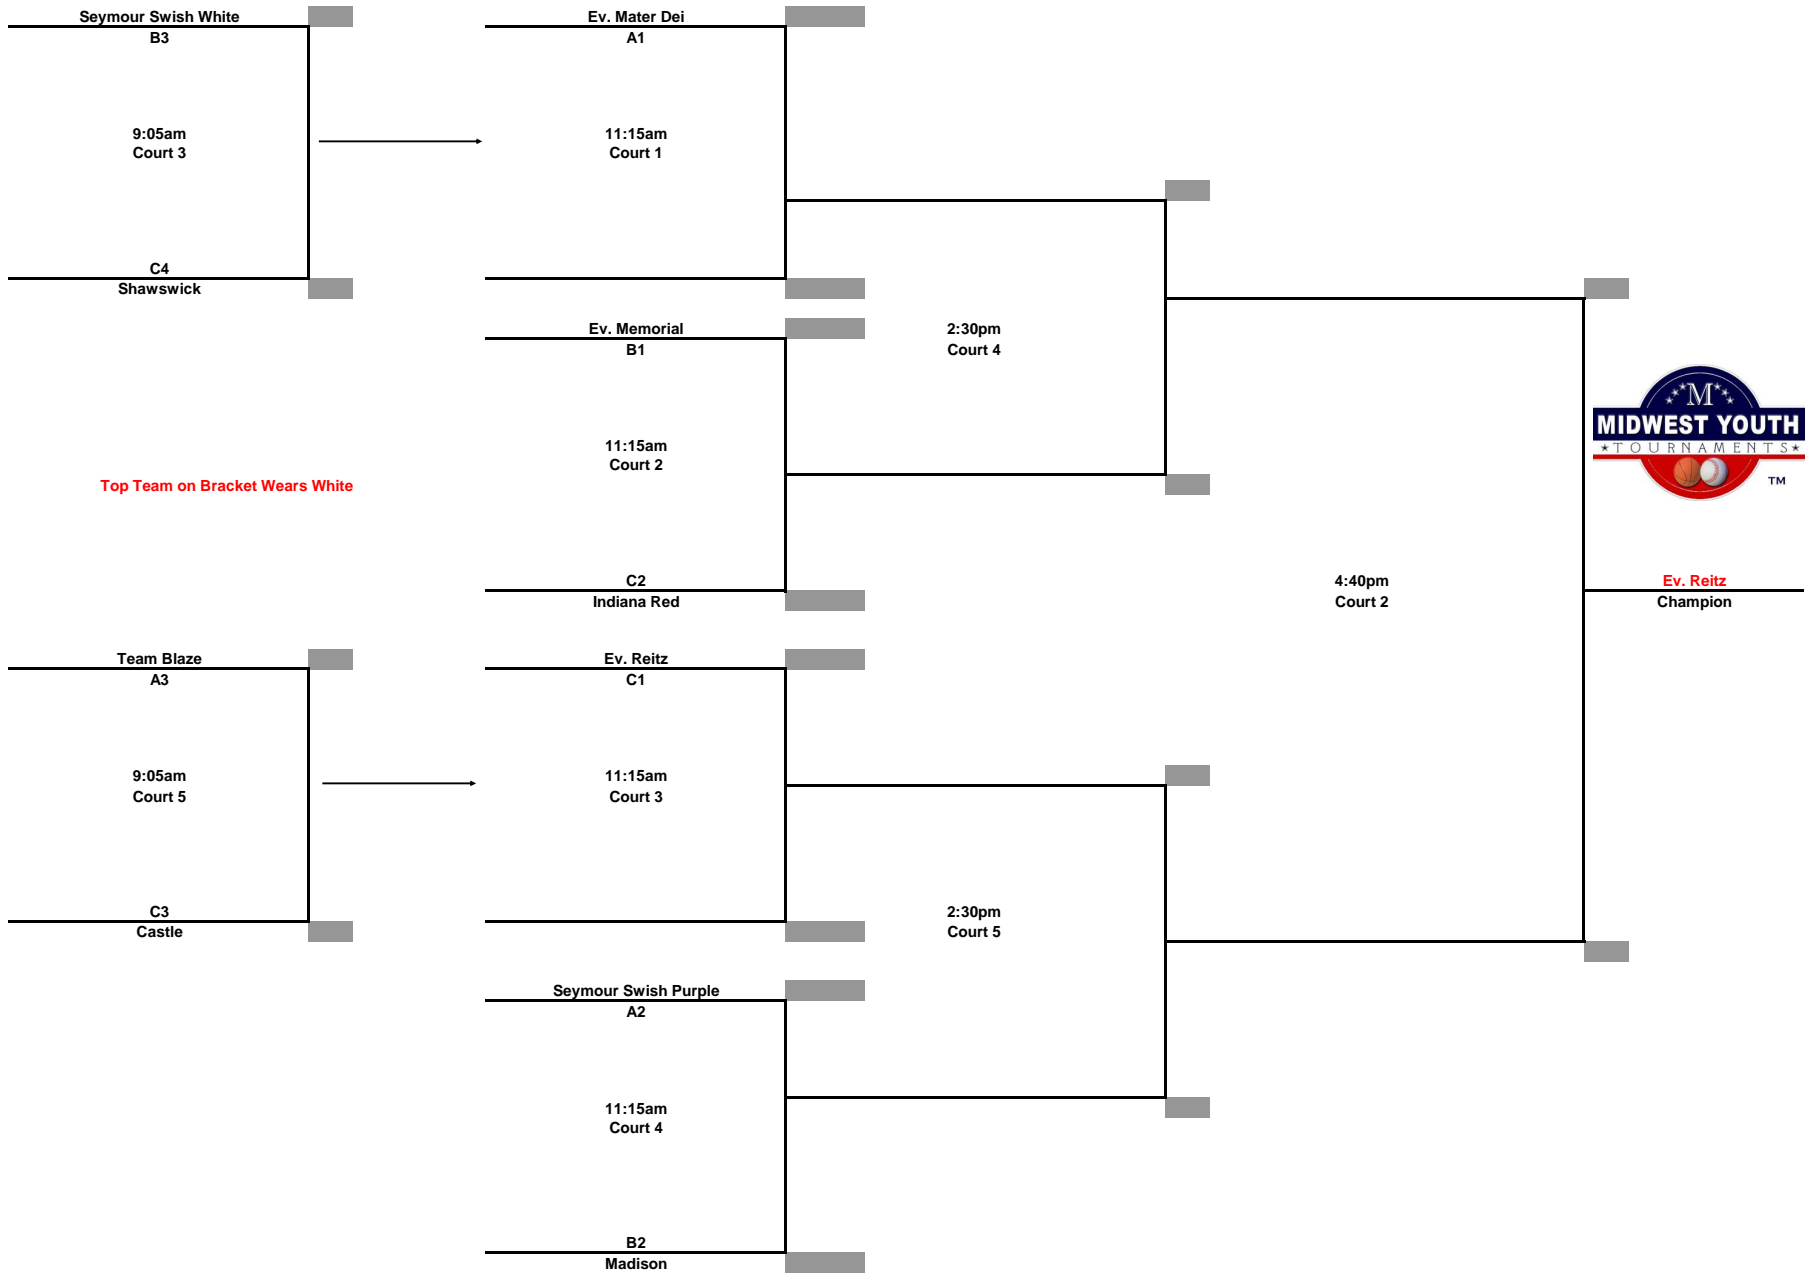 Seymour Swish White
B3
9:05am
Court 3
C4
Shawswick
Ev. Mater Dei
A1
11:15am
Court 1
Ev. Memorial
B1
11:15am
Court 2
C2
Indiana Red
2:30pm
Court 4
Top Team on Bracket Wears White
M
MIDWEST YOUTH
TOURNAMENTS
TM
4:40pm
Court 2
Ev. Reitz
Champion
Team Blaze
A3
9:05am
Court 5
C3
Castle
Ev. Reitz
C1
11:15am
Court 3
2:30pm
Court 5
Seymour Swish Purple
A2
11:15am
Court 4
B2
Madison